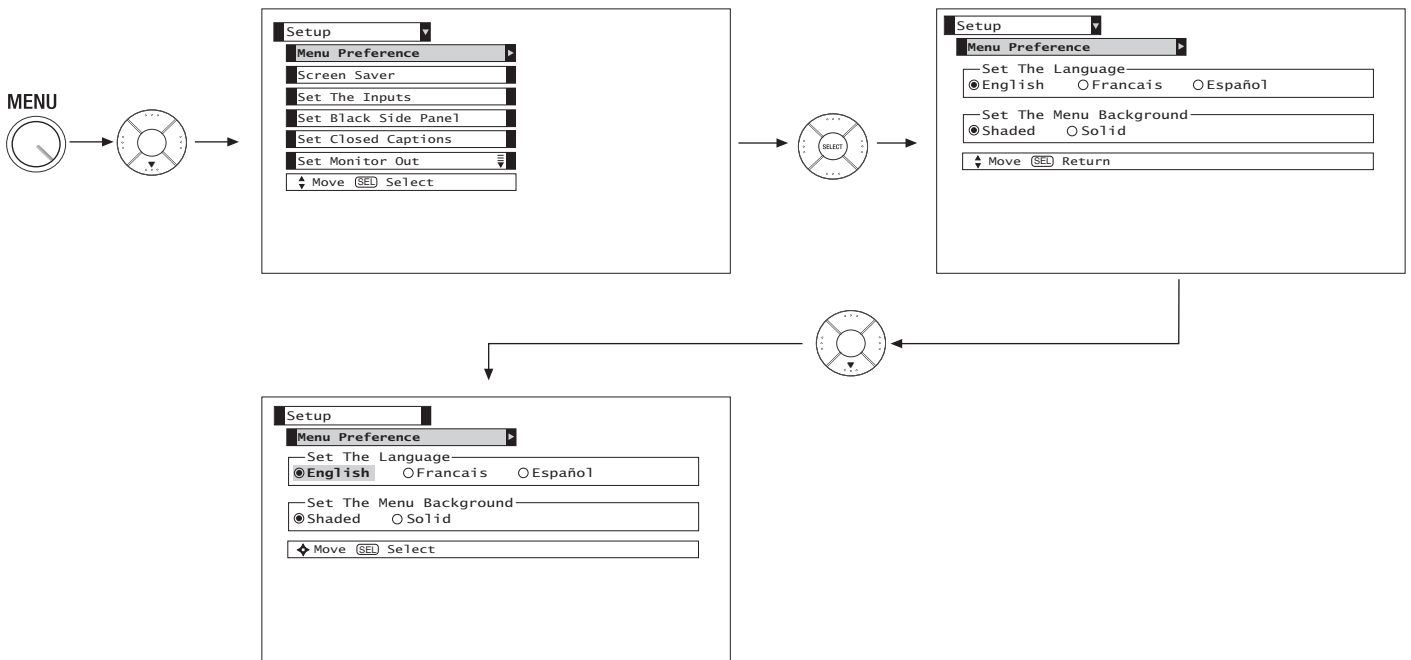 MENU
Setup
Menu Preference
Screen Saver
Set The Inputs
Set Black Side Panel
Set Closed Captions
Set Monitor Out
Move SEL Select
SELECT
Setup
Menu Preference
Set The Language
English Francais Español
Set The Menu Background
Shaded Solid
Move SEL Return
Setup
Menu Preference
Set The Language
English Francais Español
Set The Menu Background
Shaded Solid
Move SEL Select